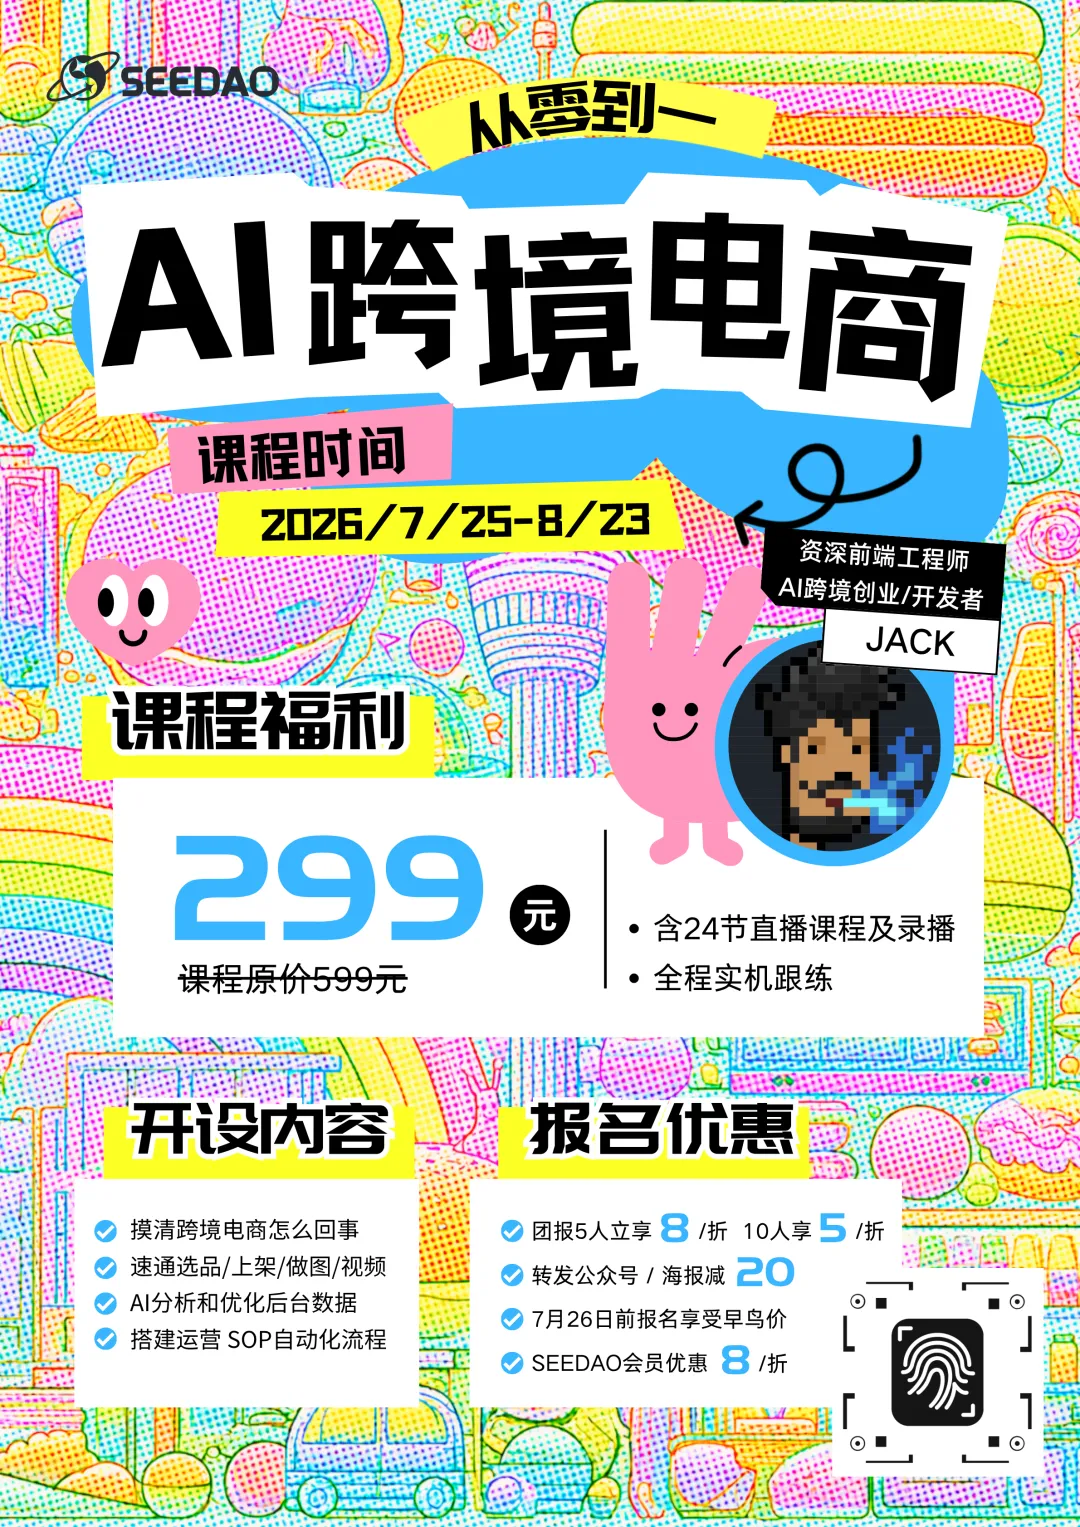 SEEDAO
从零到一
AI跨境电商
课程时间
2026/7/25-8/23
资深前端工程师
AI跨境创业/开发者
JACK
课程福利
299元
课程原价599元
• 含24节直播课程及录播
• 全程实机跟练
开设内容
摸清跨境电商怎么回事
速通选品/上架/做图/视频
AI分析和优化后台数据
搭建运营 SOP自动化流程
报名优惠
团报5人立享 8 /折 10人享 5 /折
转发公众号 / 海报减 20
7月26日前报名享受早鸟价
SEEDAO会员优惠 8 /折